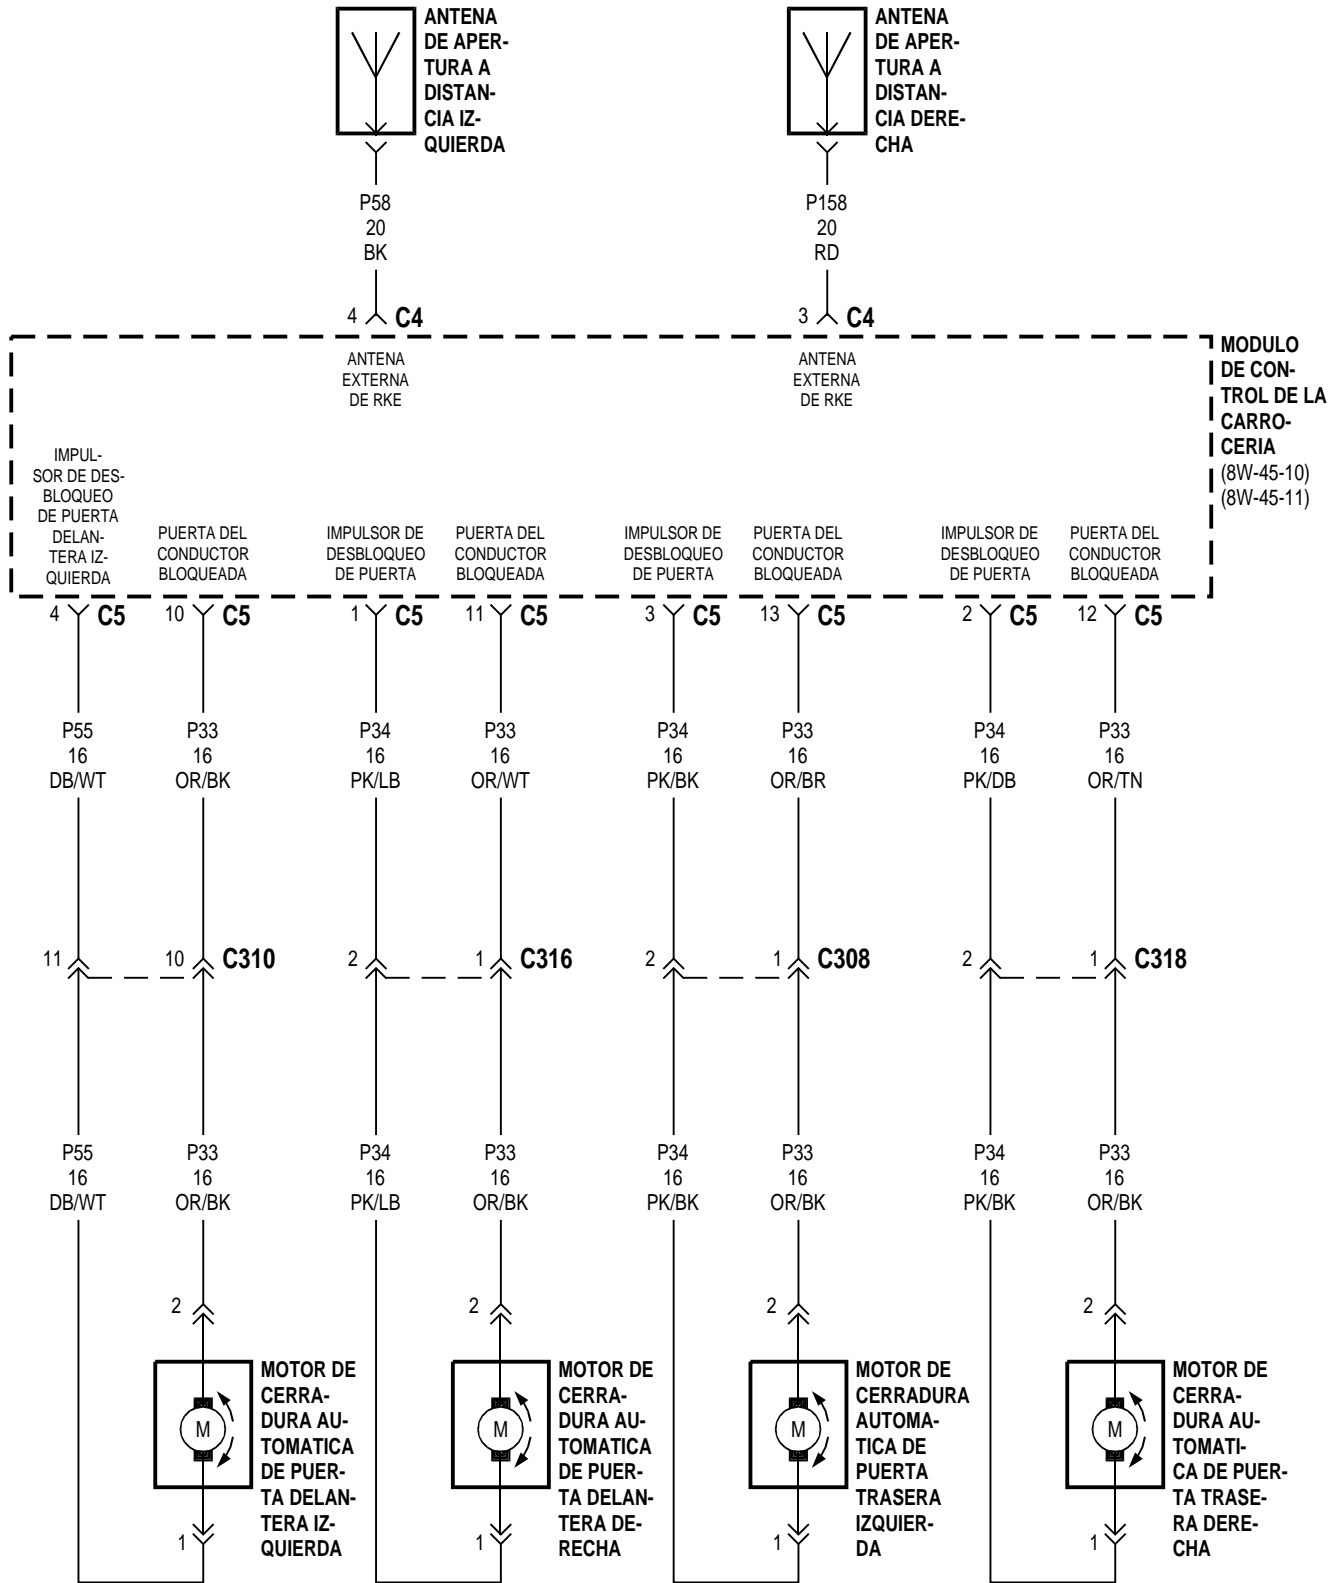 ANTENA
DE APER-
TURA A
DISTAN-
CIA IZ-
QUIERDA
ANTENA
DE APER-
TURA A
DISTAN-
CIA DERE-
CHA
P58
20
BK
P158
20
RD
4 C4
3 C4
MODULO
DE CON-
TROL DE LA
CARRO-
CERIA
(8W-45-10)
(8W-45-11)
ANTENA
EXTERNA
DE RKE
ANTENA
EXTERNA
DE RKE
IMPUL-
SOR DE DES-
BLOQUEO
DE PUERTA
DELAN-
TERA IZ-
QUIERDA
PUERTA DEL
CONDUCTOR
BLOQUEADA
IMPULSOR DE
DESBLOQUEO
DE PUERTA
PUERTA DEL
CONDUCTOR
BLOQUEADA
IMPULSOR DE
DESBLOQUEO
DE PUERTA
PUERTA DEL
CONDUCTOR
BLOQUEADA
IMPULSOR DE
DESBLOQUEO
DE PUERTA
PUERTA DEL
CONDUCTOR
BLOQUEADA
4 C5 10 C5 1 C5 11 C5 3 C5 13 C5 2 C5 12 C5
P55 P33 P34 P33 P34 P33 P34 P33
16 16 16 16 16 16 16 16
DB/WT OR/BK PK/LB OR/WT PK/BK OR/BR PK/DB OR/TN
11 10 C310 2 1 C316 2 1 C308 2 1 C318
P55 P33 P34 P33 P34 P33 P34 P33
16 16 16 16 16 16 16 16
DB/WT OR/BK PK/LB OR/BK PK/BK OR/BK PK/BK OR/BK
2 2 2 2
M
MOTOR DE
CERRA-
DURA AU-
TOMATICA
DE PUER-
TA DELAN-
TERA IZ-
QUIERDA
M
MOTOR DE
CERRA-
DURA AU-
TOMATICA
DE PUER-
TA DELAN-
TERA DE-
RECHA
M
MOTOR DE
CERRADURA
AUTOMA-
TICA DE
PUERTA
TRASERA
IZQUIER-
DA
M
MOTOR DE
CERRA-
DURA AU-
TOMATI-
CA DE PUER-
TA TRASE-
RA DERE-
CHA
1 1 1 1